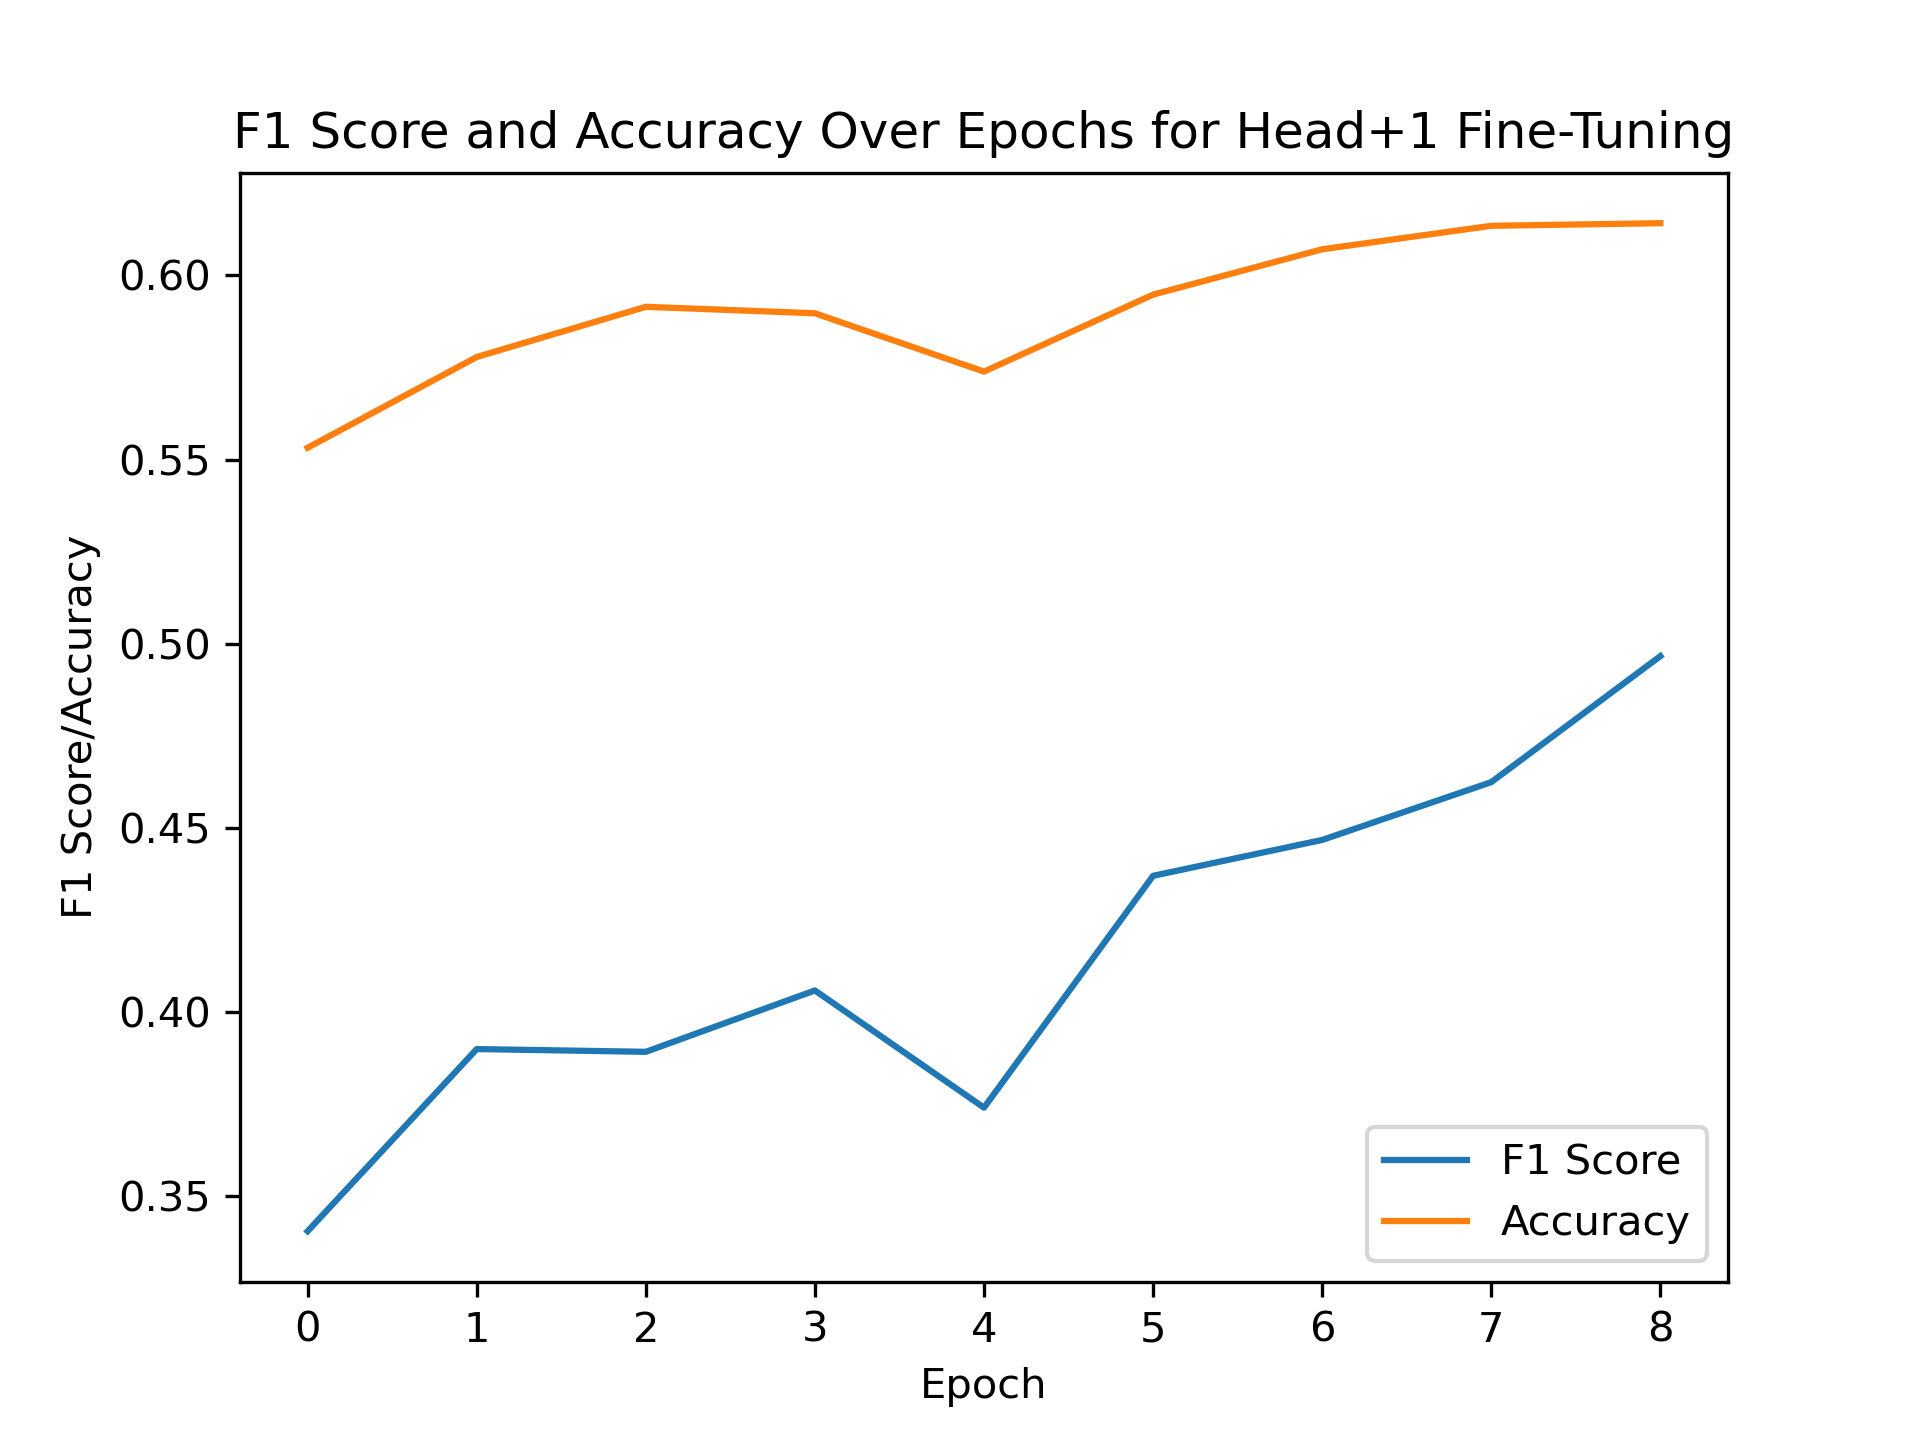 F1 Score and Accuracy Over Epochs for Head+1 Fine-Tuning
F1 Score/Accuracy
0.60
0.55
0.50
0.45
0.40
0.35
F1 Score
Accuracy
0 1 2 3 4 5 6 7 8
Epoch